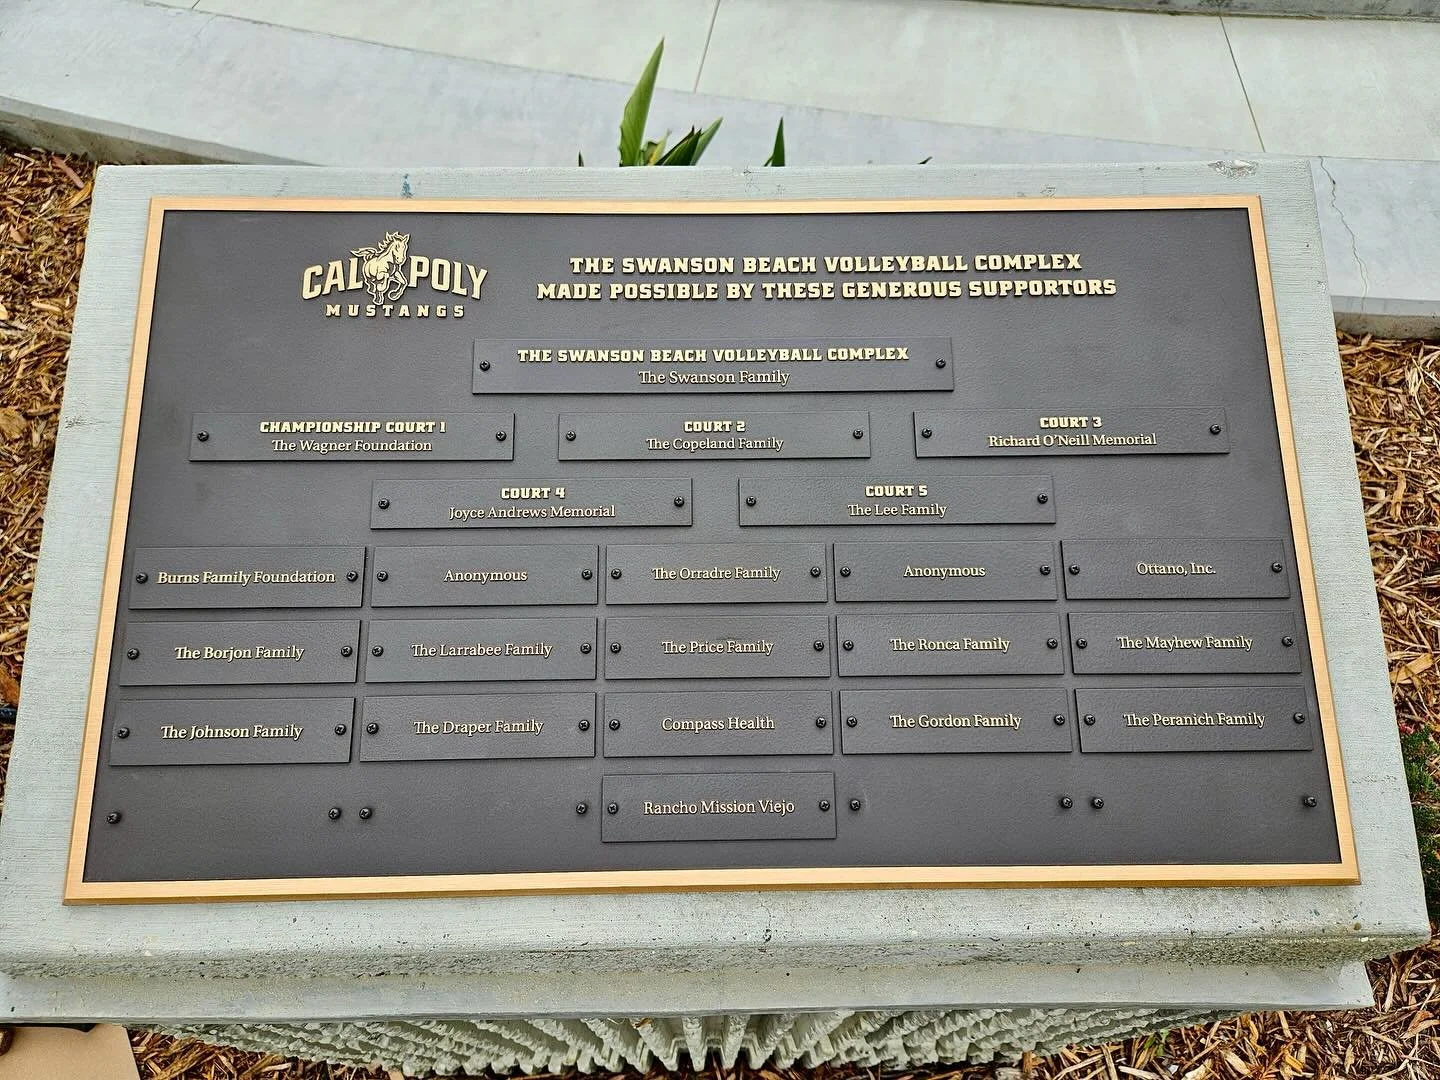 CAL POLY
MUSTANGS
THE SWANSON BEACH VOLLEYBALL COMPLEX
MADE POSSIBLE BY THESE GENEROUS SUPPORTORS
THE SWANSON BEACH VOLLEYBALL COMPLEX
The Swanson Family
CHAMPIONSHIP COURT 1
The Wagner Foundation
COURT 2
The Copeland Family
COURT 3
Richard O'Neill Memorial
COURT 4
Joyce Andrews Memorial
COURT 5
The Lee Family
Burns Family Foundation
Anonymous
The Orradre Family
Anonymous
Ottano, Inc.
The Borjon Family
The Larrabee Family
The Price Family
The Ronca Family
The Mayhew Family
The Johnson Family
The Draper Family
Compass Health
The Gordon Family
The Peranich Family
Rancho Mission Viejo